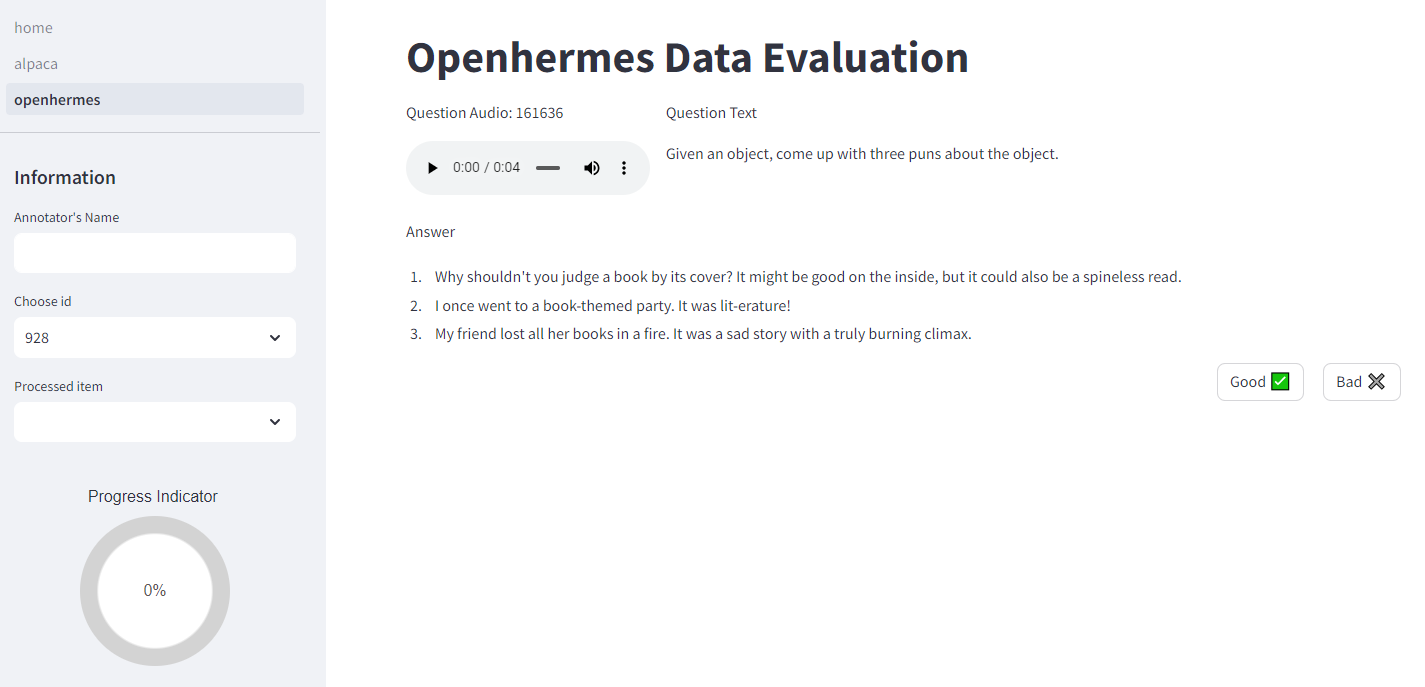 home
alpaca
openhermes
Information
Annotator's Name
Choose id
928
Processed item
Progress Indicator
0%
Openhermes Data Evaluation
Question Audio: 161636
0:00 / 0:04
Question Text
Given an object, come up with three puns about the object.
Answer
1. Why shouldn't you judge a book by its cover? It might be good on the inside, but it could also be a spineless read.
2. I once went to a book-themed party. It was lit-erature!
3. My friend lost all her books in a fire. It was a sad story with a truly burning climax.
Good ✅
Bad ❌